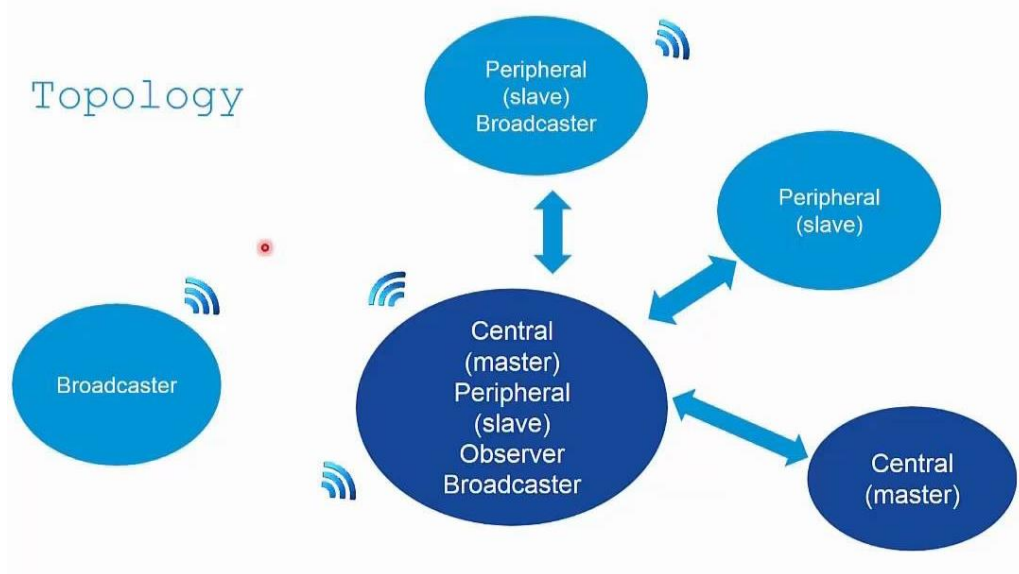 Topology
Peripheral
(slave)
Broadcaster
Peripheral
(slave)
Broadcaster
Central
(master)
Peripheral
(slave)
Observer
Broadcaster
Central
(master)